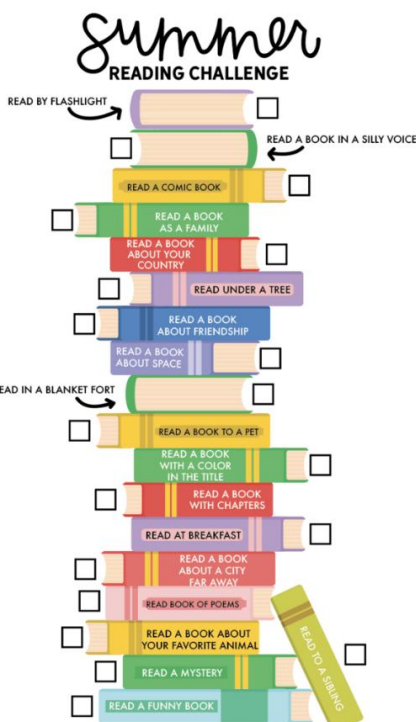 summer
READING CHALLENGE
READ BY FLASHLIGHT
READ A BOOK IN A SILLY VOICE
READ A COMIC BOOK
READ A BOOK
AS A FAMILY
READ A BOOK
ABOUT YOUR
COUNTRY
READ UNDER A TREE
READ A BOOK
ABOUT FRIENDSHIP
READ A BOOK
ABOUT SPACE
EAD IN A BLANKET FORT
READ A BOOK TO A PET
READ A BOOK
WITH A COLOR
IN THE TITLE
READ A BOOK
WITH CHAPTERS
READ AT BREAKFAST
READ A BOOK
ABOUT A CITY
FAR AWAY
READ BOOK OF POEMS
READ A BOOK ABOUT
YOUR FAVORITE ANIMAL
READ TO A SIBLING
READ A MYSTERY
READ A FUNNY BOOK